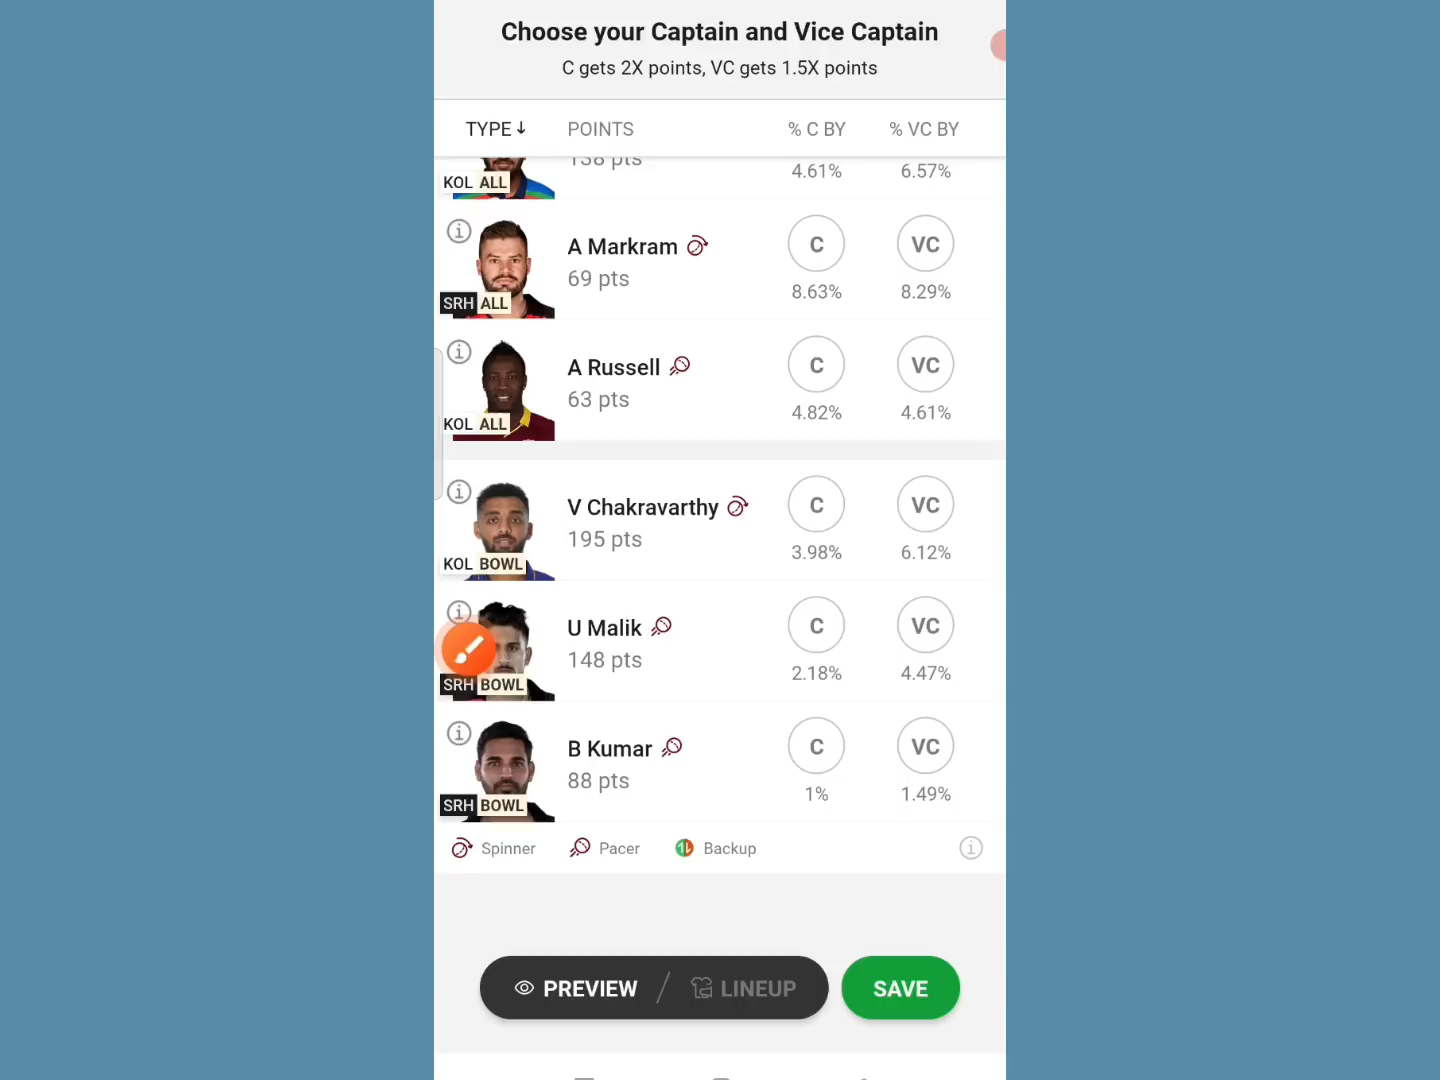 Choose your Captain and Vice Captain
C gets 2X points, VC gets 1.5X points
TYPE↓ POINTS % C BY % VC BY
138 pts
4.61% 6.57%
KOL ALL
A Markram C VC
69 pts
8.63% 8.29%
SRH ALL
A Russell C VC
63 pts
4.82% 4.61%
KOL ALL
V Chakravarthy C VC
195 pts
3.98% 6.12%
KOL BOWL
U Malik C VC
148 pts
2.18% 4.47%
SRH BOWL
B Kumar C VC
88 pts
1% 1.49%
SRH BOWL
Spinner Pacer Backup
PREVIEW / LINEUP SAVE